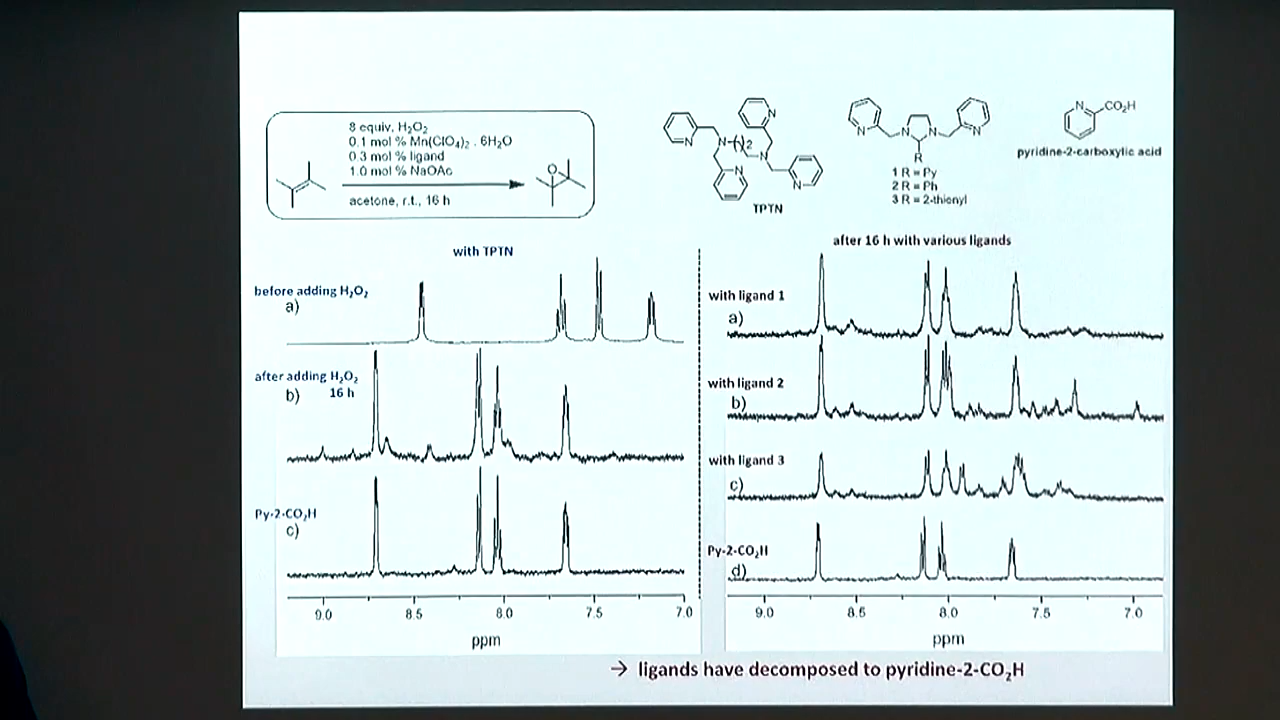 8 equiv, H₂O₂
0.1 mol % Mn(ClO₄)₂ . 6H₂O
0.3 mol % ligand
1.0 mol % NaOAc
acetone, r.t., 16 h
O
N
N
N
N
2
N
N
TPTN
N
N
N
N
R
1 R = Py
2 R = Ph
3 R = 2-thienyl
N
CO₂H
pyridine-2-carboxylic acid
with TPTN
before adding H₂O₂
a)
after adding H₂O₂
b) 16 h
Py-2-CO₂H
c)
9.0 8.5 8.0 7.5 7.0
ppm
after 16 h with various ligands
with ligand 1
a)
with ligand 2
b)
with ligand 3
c)
Py-2-CO₂H
d)
9.0 8.5 8.0 7.5 7.0
ppm
→ ligands have decomposed to pyridine-2-CO₂H